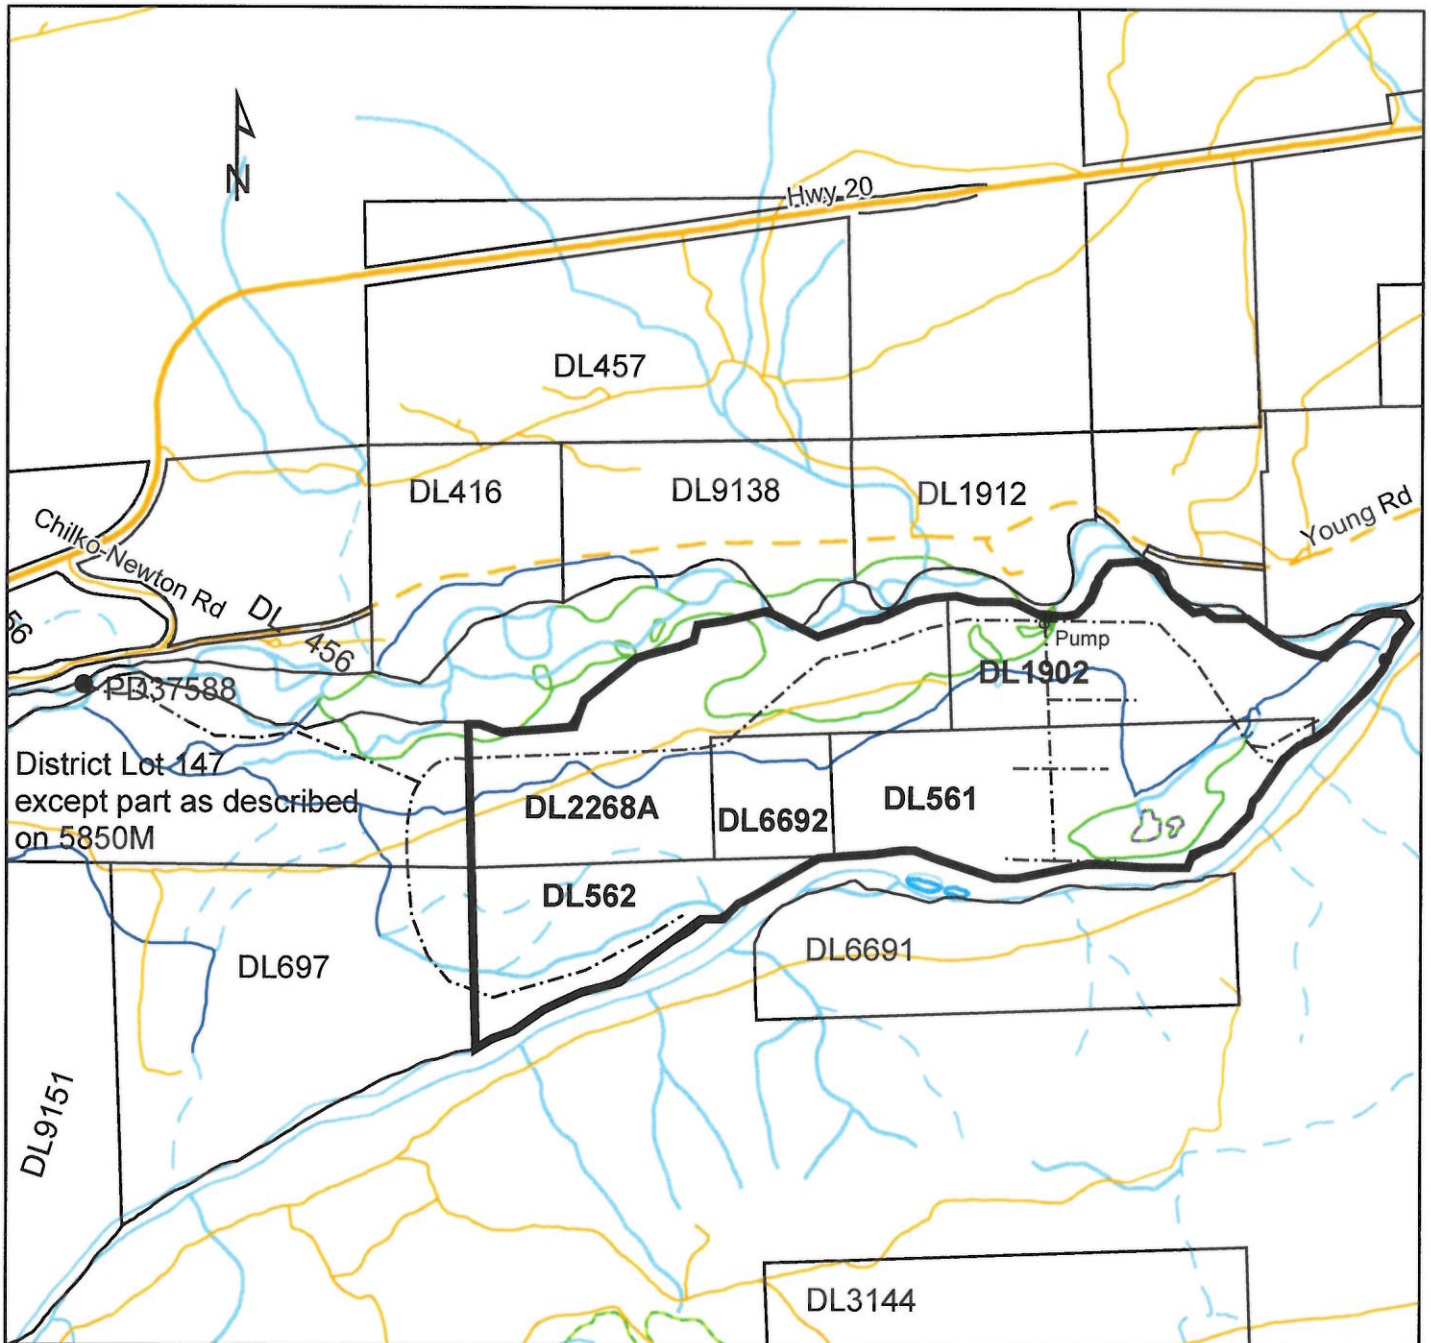 N
Hwy 20
DL457
DL416
DL9138
DL1912
Young Rd
Chilko-Newton Rd
DL 456
56
Pump
DL1902
PD37588
District Lot 147
except part as described
on 5850M
DL2268A
DL6692
DL561
DL562
DL697
DL6691
DL9151
DL3144